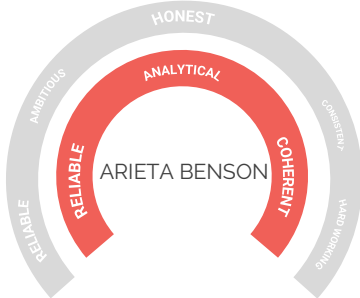 RELIABLE
AMBITIOUS
HONEST
CONSISTENT
HARD WORKING
RELIABLE
ANALYTICAL
COHERENT
ARIETA BENSON